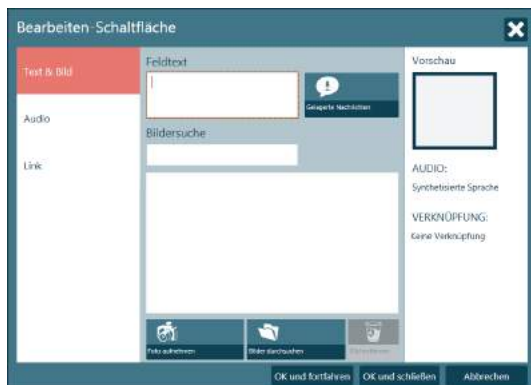 Bearbeiten-Schaltfläche
Text & Bild
Audio
Link
Feldtext
Gelagerte Nachrichten
Bildersuche
Foto aufnehmen
Bilder durchsuchen
Vorschau
AUDIO:
Synthetisierte Sprache
VERKNÜPFUNG:
Keine Verknüpfung
OK und fortfahren
OK und schließen
Abbrechen